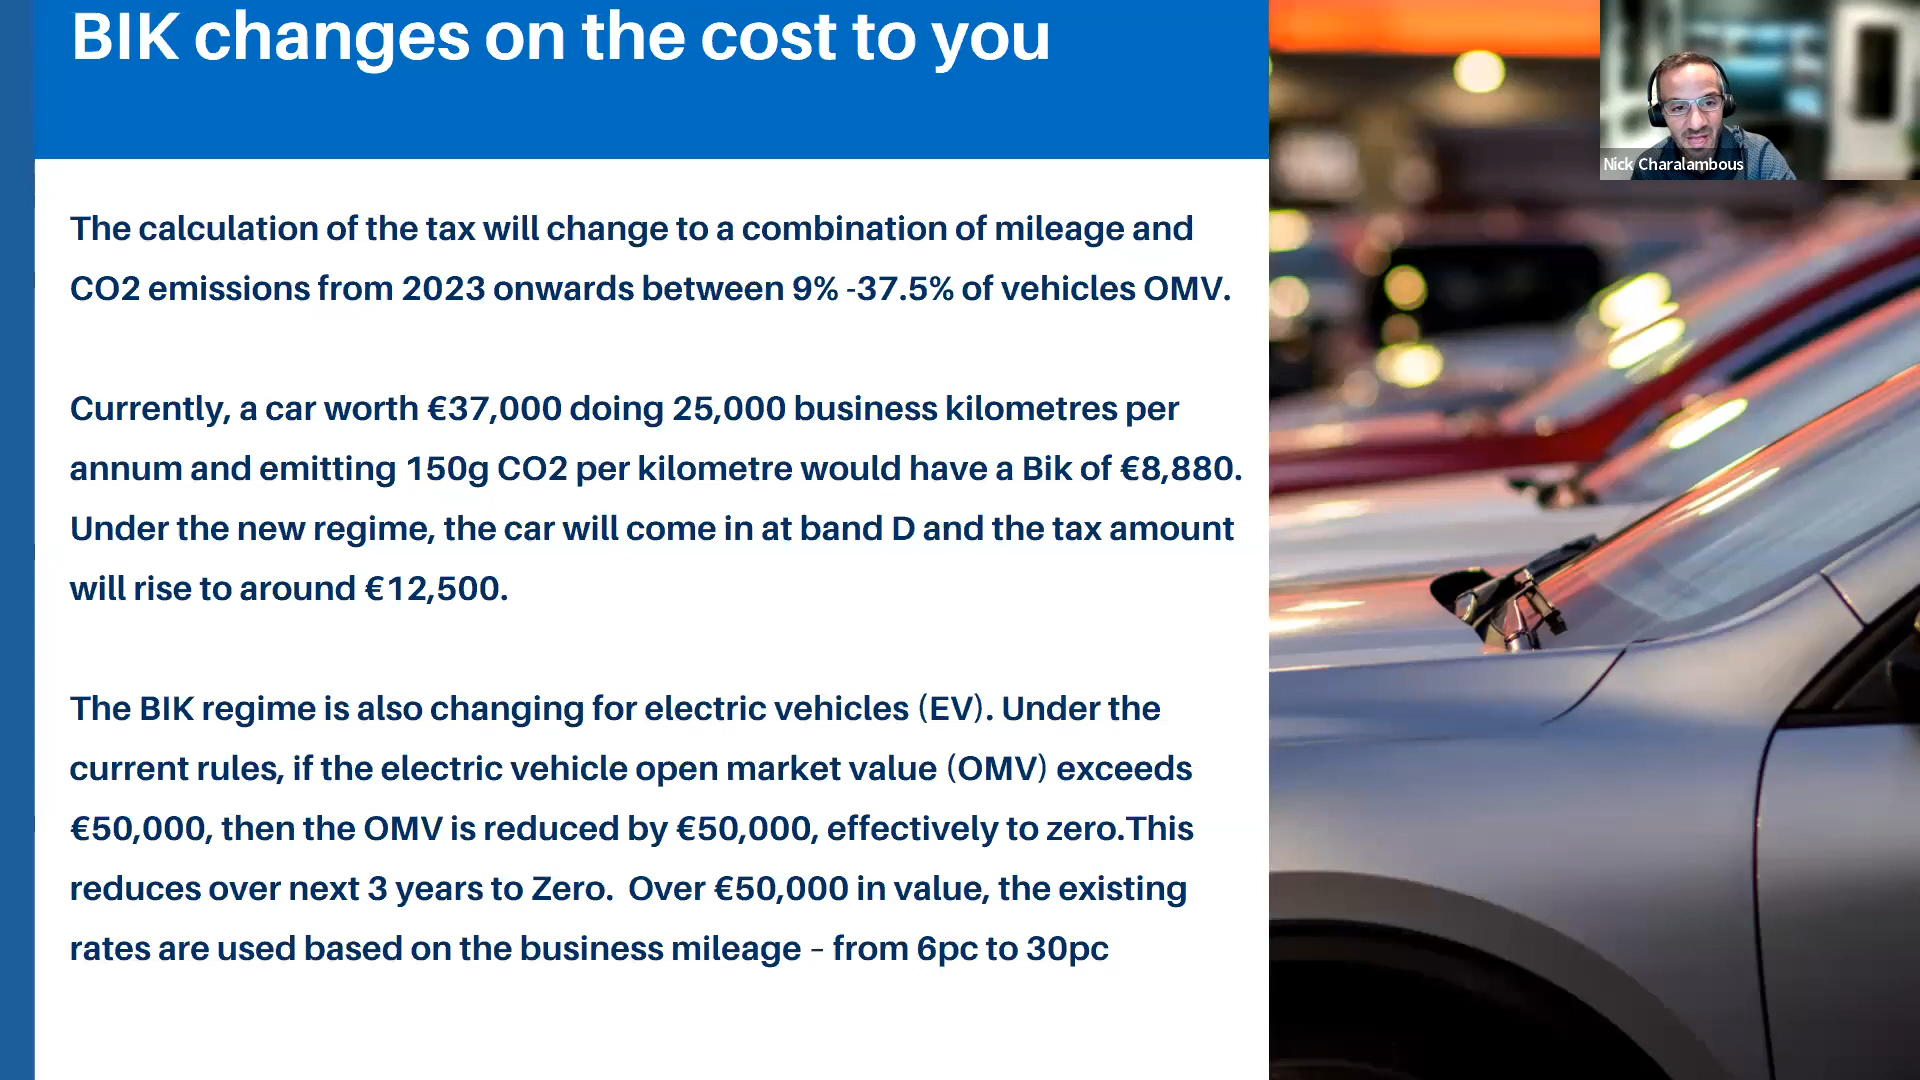 BIK changes on the cost to you
Nick Charalambous
The calculation of the tax will change to a combination of mileage and
CO2 emissions from 2023 onwards between 9% -37.5% of vehicles OMV.
Currently, a car worth €37,000 doing 25,000 business kilometres per
annum and emitting 150g CO2 per kilometre would have a Bik of €8,880.
Under the new regime, the car will come in at band D and the tax amount
will rise to around €12,500.
The BIK regime is also changing for electric vehicles (EV). Under the
current rules, if the electric vehicle open market value (OMV) exceeds
€50,000, then the OMV is reduced by €50,000, effectively to zero.This
reduces over next 3 years to Zero.  Over €50,000 in value, the existing
rates are used based on the business mileage – from 6pc to 30pc